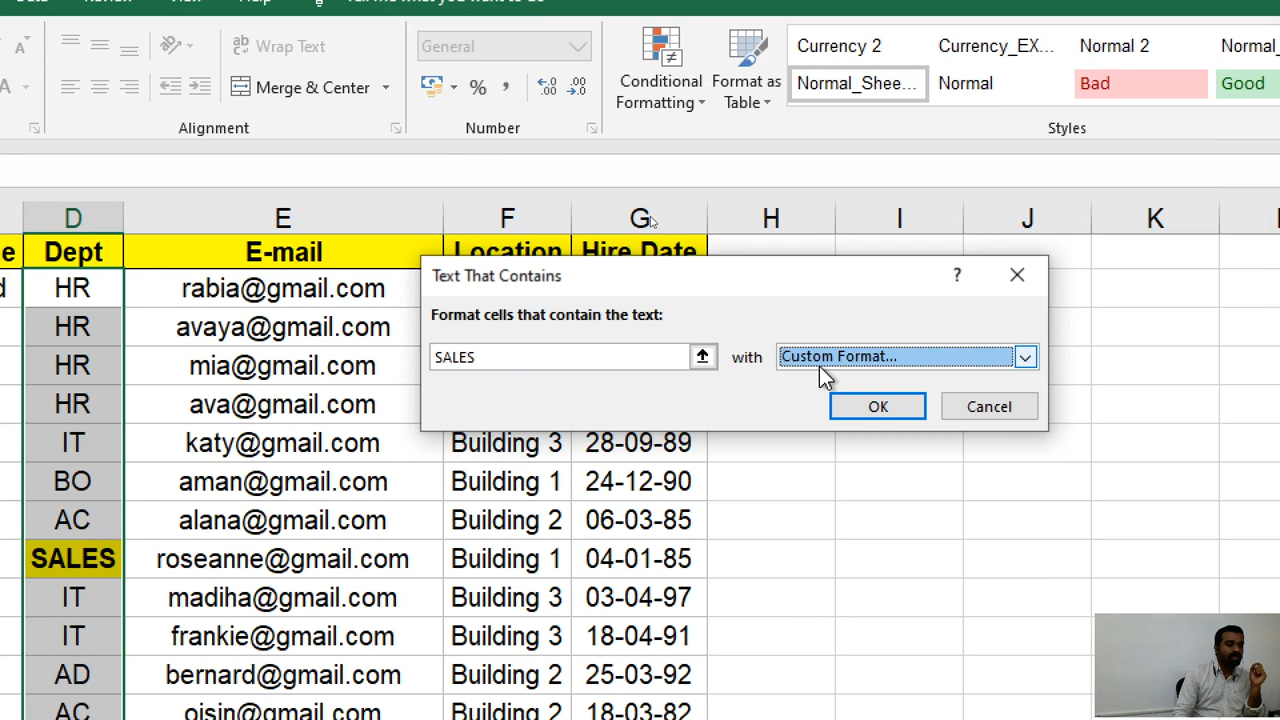 Wrap Text
General
Merge & Center
%
Conditional Formatting
Format as Table
Currency 2
Currency_EX...
Normal 2
Normal_
Normal_Shee...
Normal
Bad
Good
Alignment
Number
Styles
D E F G H I J K
e Dept E-mail Location Hire Date
d HR rabia@gmail.com
HR avaya@gmail.com
HR mia@gmail.com
HR ava@gmail.com
IT katy@gmail.com Building 3 28-09-89
BO aman@gmail.com Building 1 24-12-90
AC alana@gmail.com Building 2 06-03-85
SALES roseanne@gmail.com Building 1 04-01-85
IT madiha@gmail.com Building 3 03-04-97
IT frankie@gmail.com Building 3 18-04-91
AD bernard@gmail.com Building 2 25-03-92
AC oisin@gmail.com Building 2 18-03-82
Text That Contains ?
Format cells that contain the text:
SALES with Custom Format...
OK Cancel